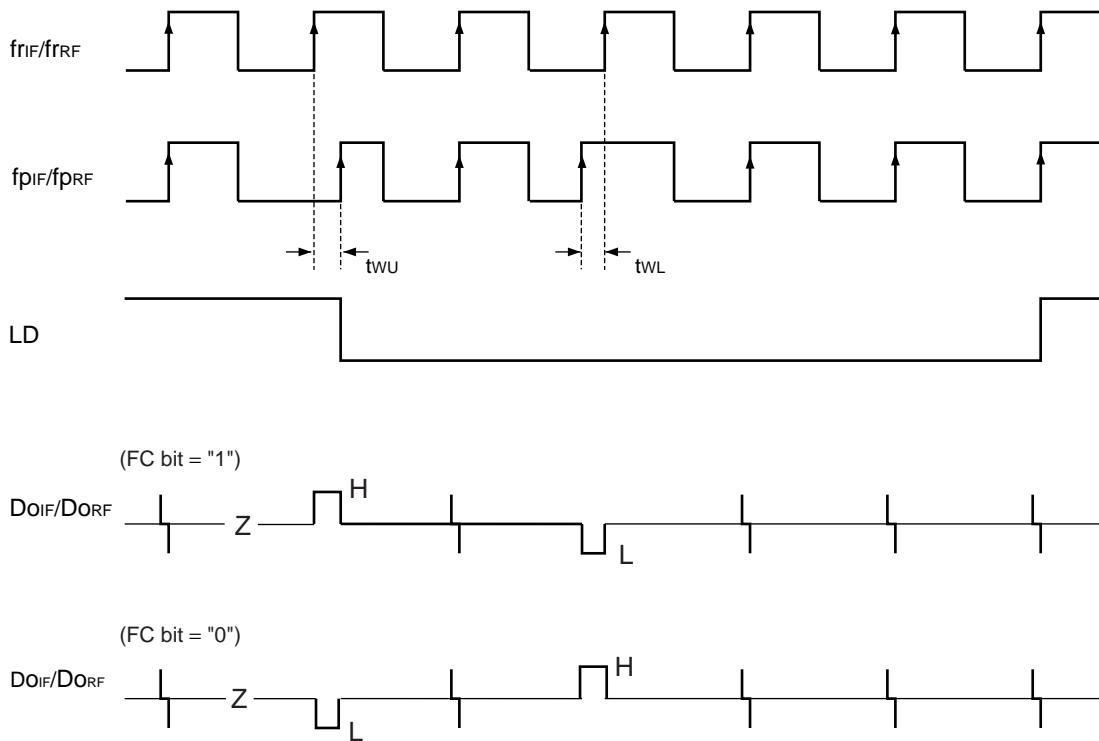 frIF/frRF
fpIF/fpRF
tWU
tWL
LD
(FC bit = "1")
DoIF/DoRF
H
Z
L
(FC bit = "0")
DoIF/DoRF
H
Z
L